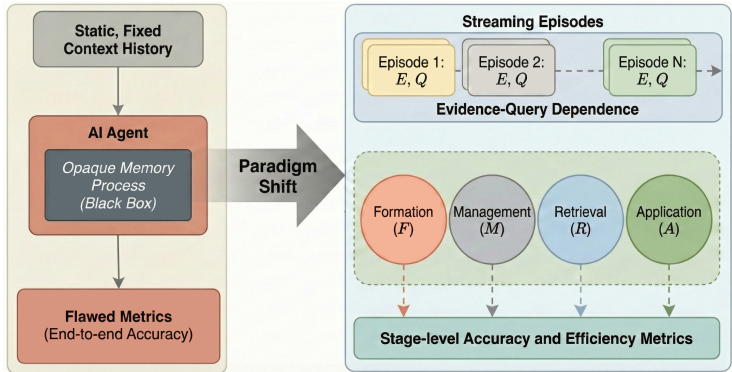 Static, Fixed
Context History
AI Agent
Opaque Memory
Process
(Black Box)
Flawed Metrics
(End-to-end Accuracy)
Paradigm
Shift
Streaming Episodes
Episode 1:
E, Q
Episode 2:
E, Q
Episode N:
E, Q
Evidence-Query Dependence
Formation
(F)
Management
(M)
Retrieval
(R)
Application
(A)
Stage-level Accuracy and Efficiency Metrics